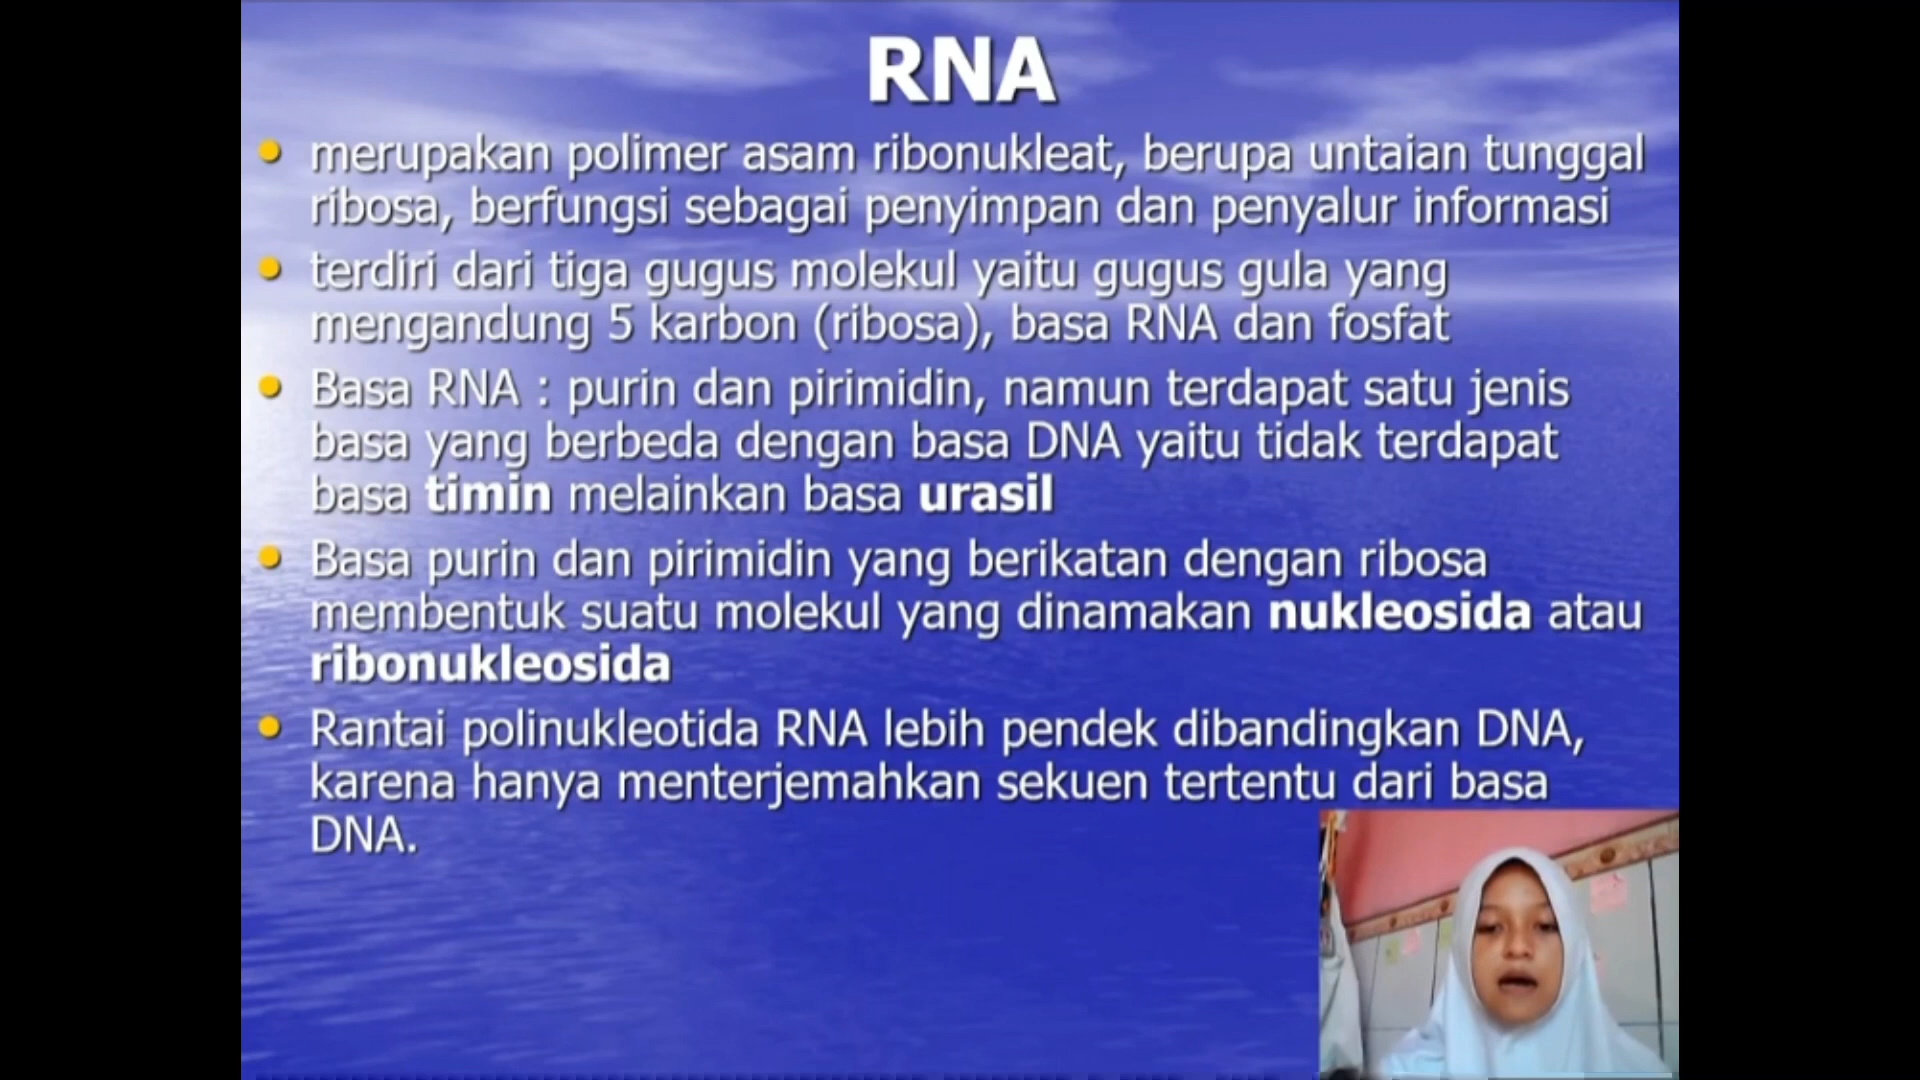 RNA
merupakan polimer asam ribonukleat, berupa untaian tunggal
ribosa, berfungsi sebagai penyimpan dan penyalur informasi
terdiri dari tiga gugus molekul yaitu gugus gula yang
mengandung 5 karbon (ribosa), basa RNA dan fosfat
Basa RNA : purin dan pirimidin, namun terdapat satu jenis
basa yang berbeda dengan basa DNA yaitu tidak terdapat
basa timin melainkan basa urasil
Basa purin dan pirimidin yang berikatan dengan ribosa
membentuk suatu molekul yang dinamakan nukleosida atau
ribonukleosida
Rantai polinukleotida RNA lebih pendek dibandingkan DNA,
karena hanya menterjemahkan sekuen tertentu dari basa
DNA.